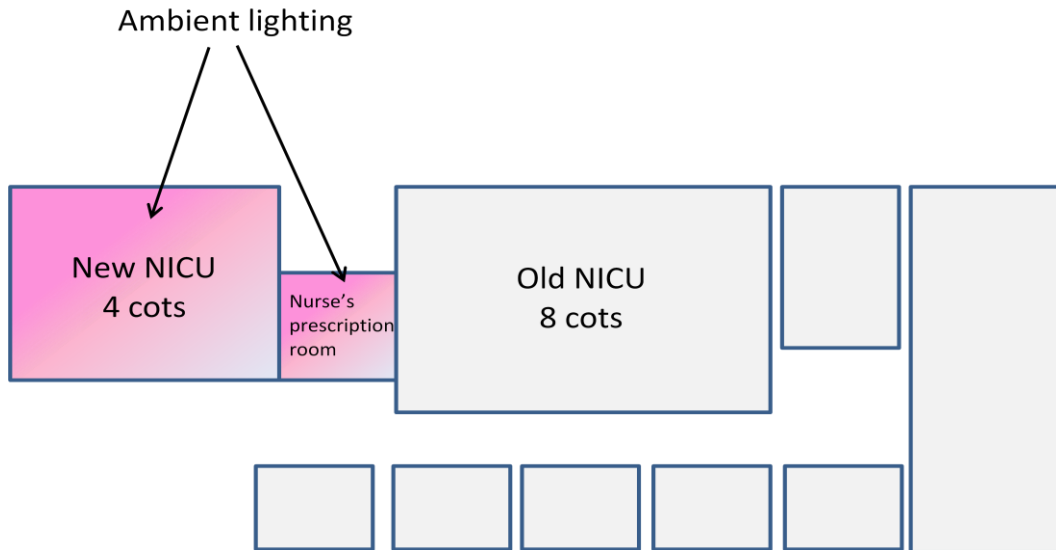 Ambient lighting
New NICU
4 cots
Nurse’s
prescription
room
Old NICU
8 cots